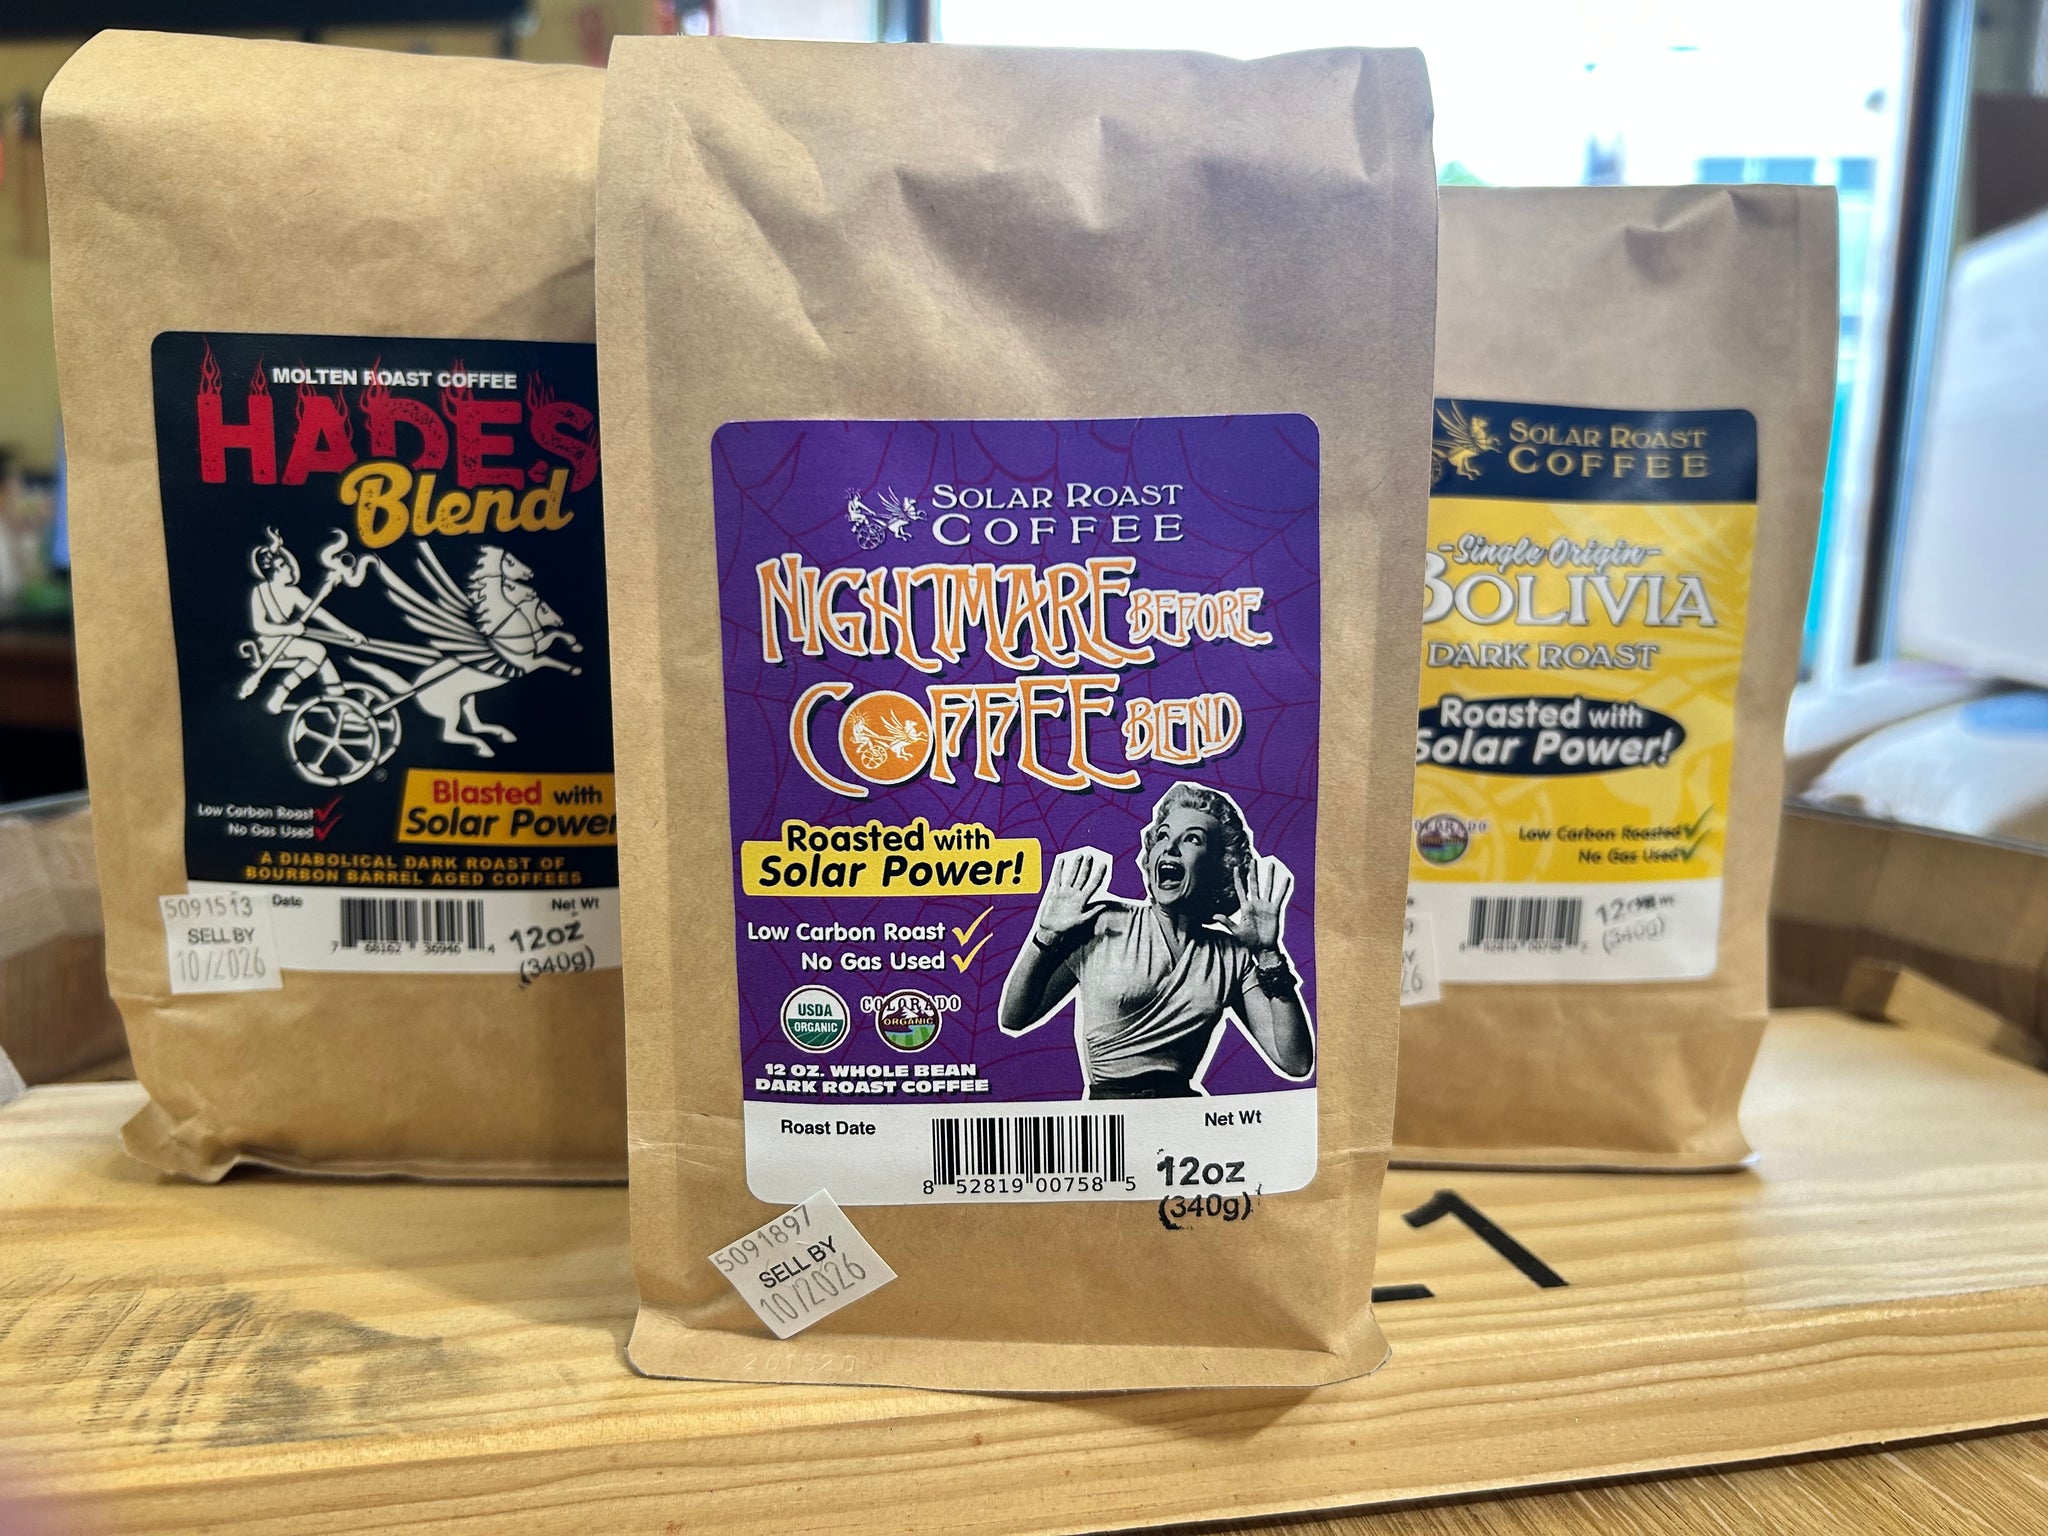 MOLTEN ROAST COFFEE
HADES
Blend
Low Carbon Roast
No Gas Used
Blasted with
Solar Power
A DIABOLICAL DARK ROAST OF
BOURBON BARREL AGED COFFEES
5091513
SELL BY
10/2026
Date
7 68162 36946 4
Net Wt
12oz
(340g)
SOLAR ROAST
COFFEE
NIGHTMARE BEFORE
COFFEE BLEND
Roasted with
Solar Power!
Low Carbon Roast
No Gas Used
USDA
ORGANIC
COLORADO
ORGANIC
12 OZ. WHOLE BEAN
DARK ROAST COFFEE
Roast Date
8 52819 00758 5
Net Wt
12oz
(340g)
5091897
SELL BY
10/2026
SOLAR ROAST
COFFEE
-Single Origin-
BOLIVIA
DARK ROAST
Roasted with
Solar Power!
Low Carbon Roasted
No Gas Used
12oz
(340g)